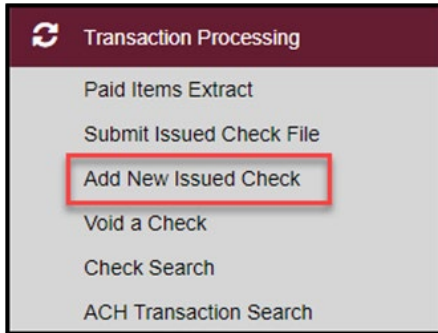 Transaction Processing
Paid Items Extract
Submit Issued Check File
Add New Issued Check
Void a Check
Check Search
ACH Transaction Search